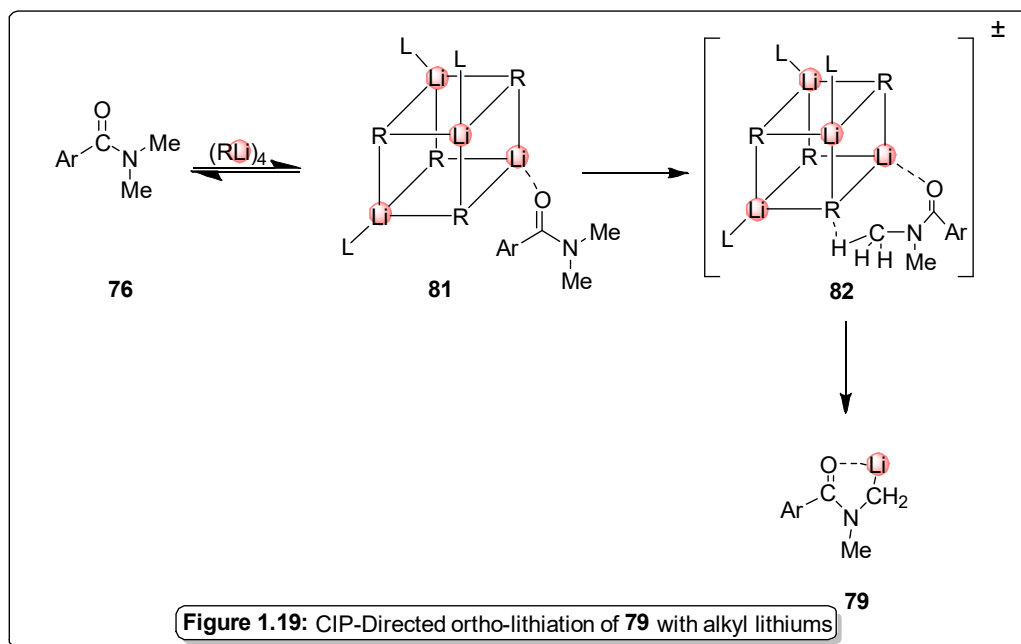 O
C
Ar
N
Me
Me
76
(RLi)4
L
L
Li
R
R
Li
R
Li
Li
R
L
O
C
Ar
N
Me
Me
81
L
L
Li
R
R
Li
R
Li
Li
R
L
O
H
C
N
C
Ar
H
H
Me
82
±
O
Li
C
CH2
Ar
N
Me
79
Figure 1.19: CIP-Directed ortho-lithiation of 79 with alkyl lithiums